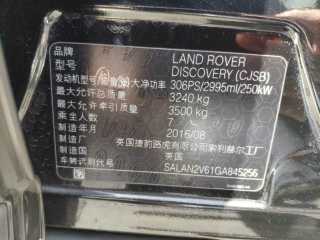 品牌 LAND ROVER
型号 DISCOVERY (CJSB)
发动机型号/排量/最大净功率 306PS/2995ml/250kW
最大允许总质量 3240 kg
最大允许牵引质量 3500 kg
乘坐人数 7
制造年月 2016/08
制造厂 英国捷豹路虎有限公司索利赫尔工厂
制造国 英国
车辆识别代号 SALAN2V61GA845256